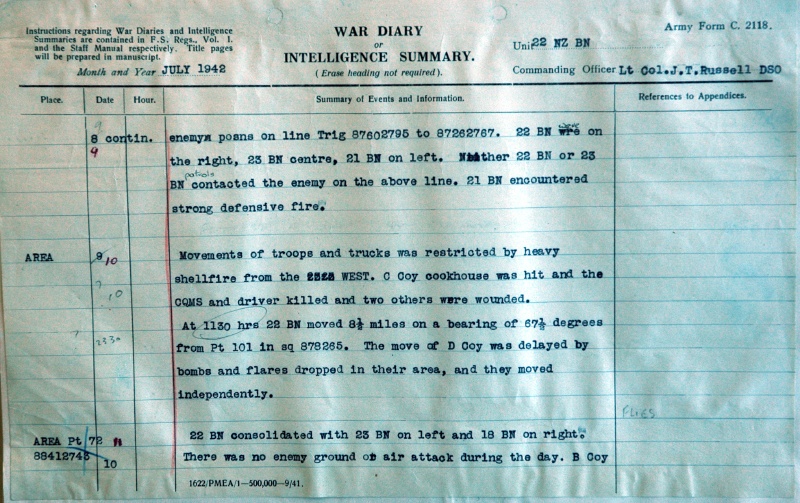 Instructions regarding War Diaries and Intelligence
Summaries are contained in F.S. Regs., Vol. I.
and the Staff Manual respectively. Title pages
will be prepared in manuscript.
Month and Year JULY 1942
WAR DIARY
or
INTELLIGENCE SUMMARY.
(Erase heading not required).
Army Form C. 2118.
Unit 22 NZ BN
Commanding Officer Lt Col.J.T.Russell DSO
Place. Date Hour. Summary of Events and Information. References to Appendices.
9
8 contin. enemy posns on line Trig 87602795 to 87262767. 22 BN were on
9 the right, 23 BN centre, 21 BN on left. Neither 22 BN or 23
BN patrols contacted the enemy on the above line. 21 BN encountered
strong defensive fire.
AREA 9 10 Movements of troops and trucks was restricted by heavy
shellfire from the WEST. C Coy cookhouse was hit and the
10 CQMS and driver killed and two others were wounded.
At 1130 hrs 22 BN moved 8½ miles on a bearing of 67½ degrees
2330 from Pt 101 in sq 878265. The move of D Coy was delayed by
bombs and flares dropped in their area, and they moved
independently.
FLIES
AREA Pt 72 11 22 BN consolidated with 23 BN on left and 18 BN on right.
88412743 10 There was no enemy ground or air attack during the day. B Coy
1622/PMEA/1—500,000—9/41.